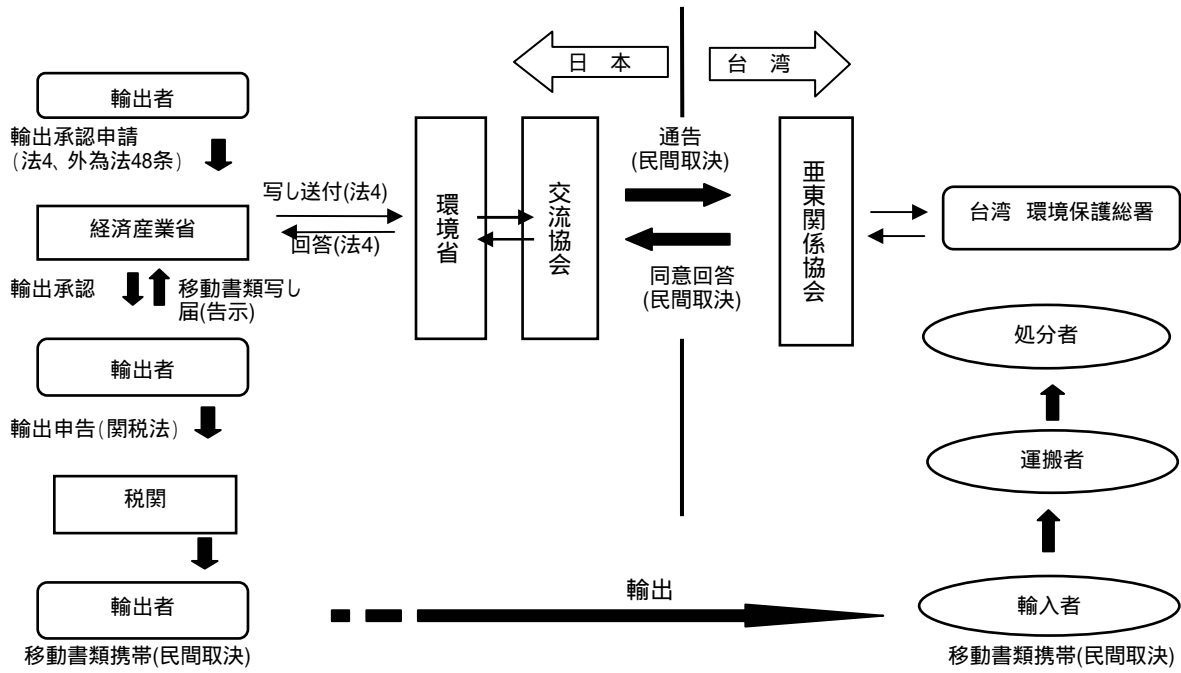 日 本
台 湾
輸出者
輸出承認申請
(法4、外為法48条)
経済産業省
輸出承認
移動書類写し
届(告示)
輸出者
輸出申告(関税法)
税関
輸出者
移動書類携帯(民間取決)
写し送付(法4)
回答(法4)
環境省
交流協会
通告
(民間取決)
同意回答
(民間取決)
亜東関係協会
台湾 環境保護総署
処分者
運搬者
輸出
輸入者
移動書類携帯(民間取決)